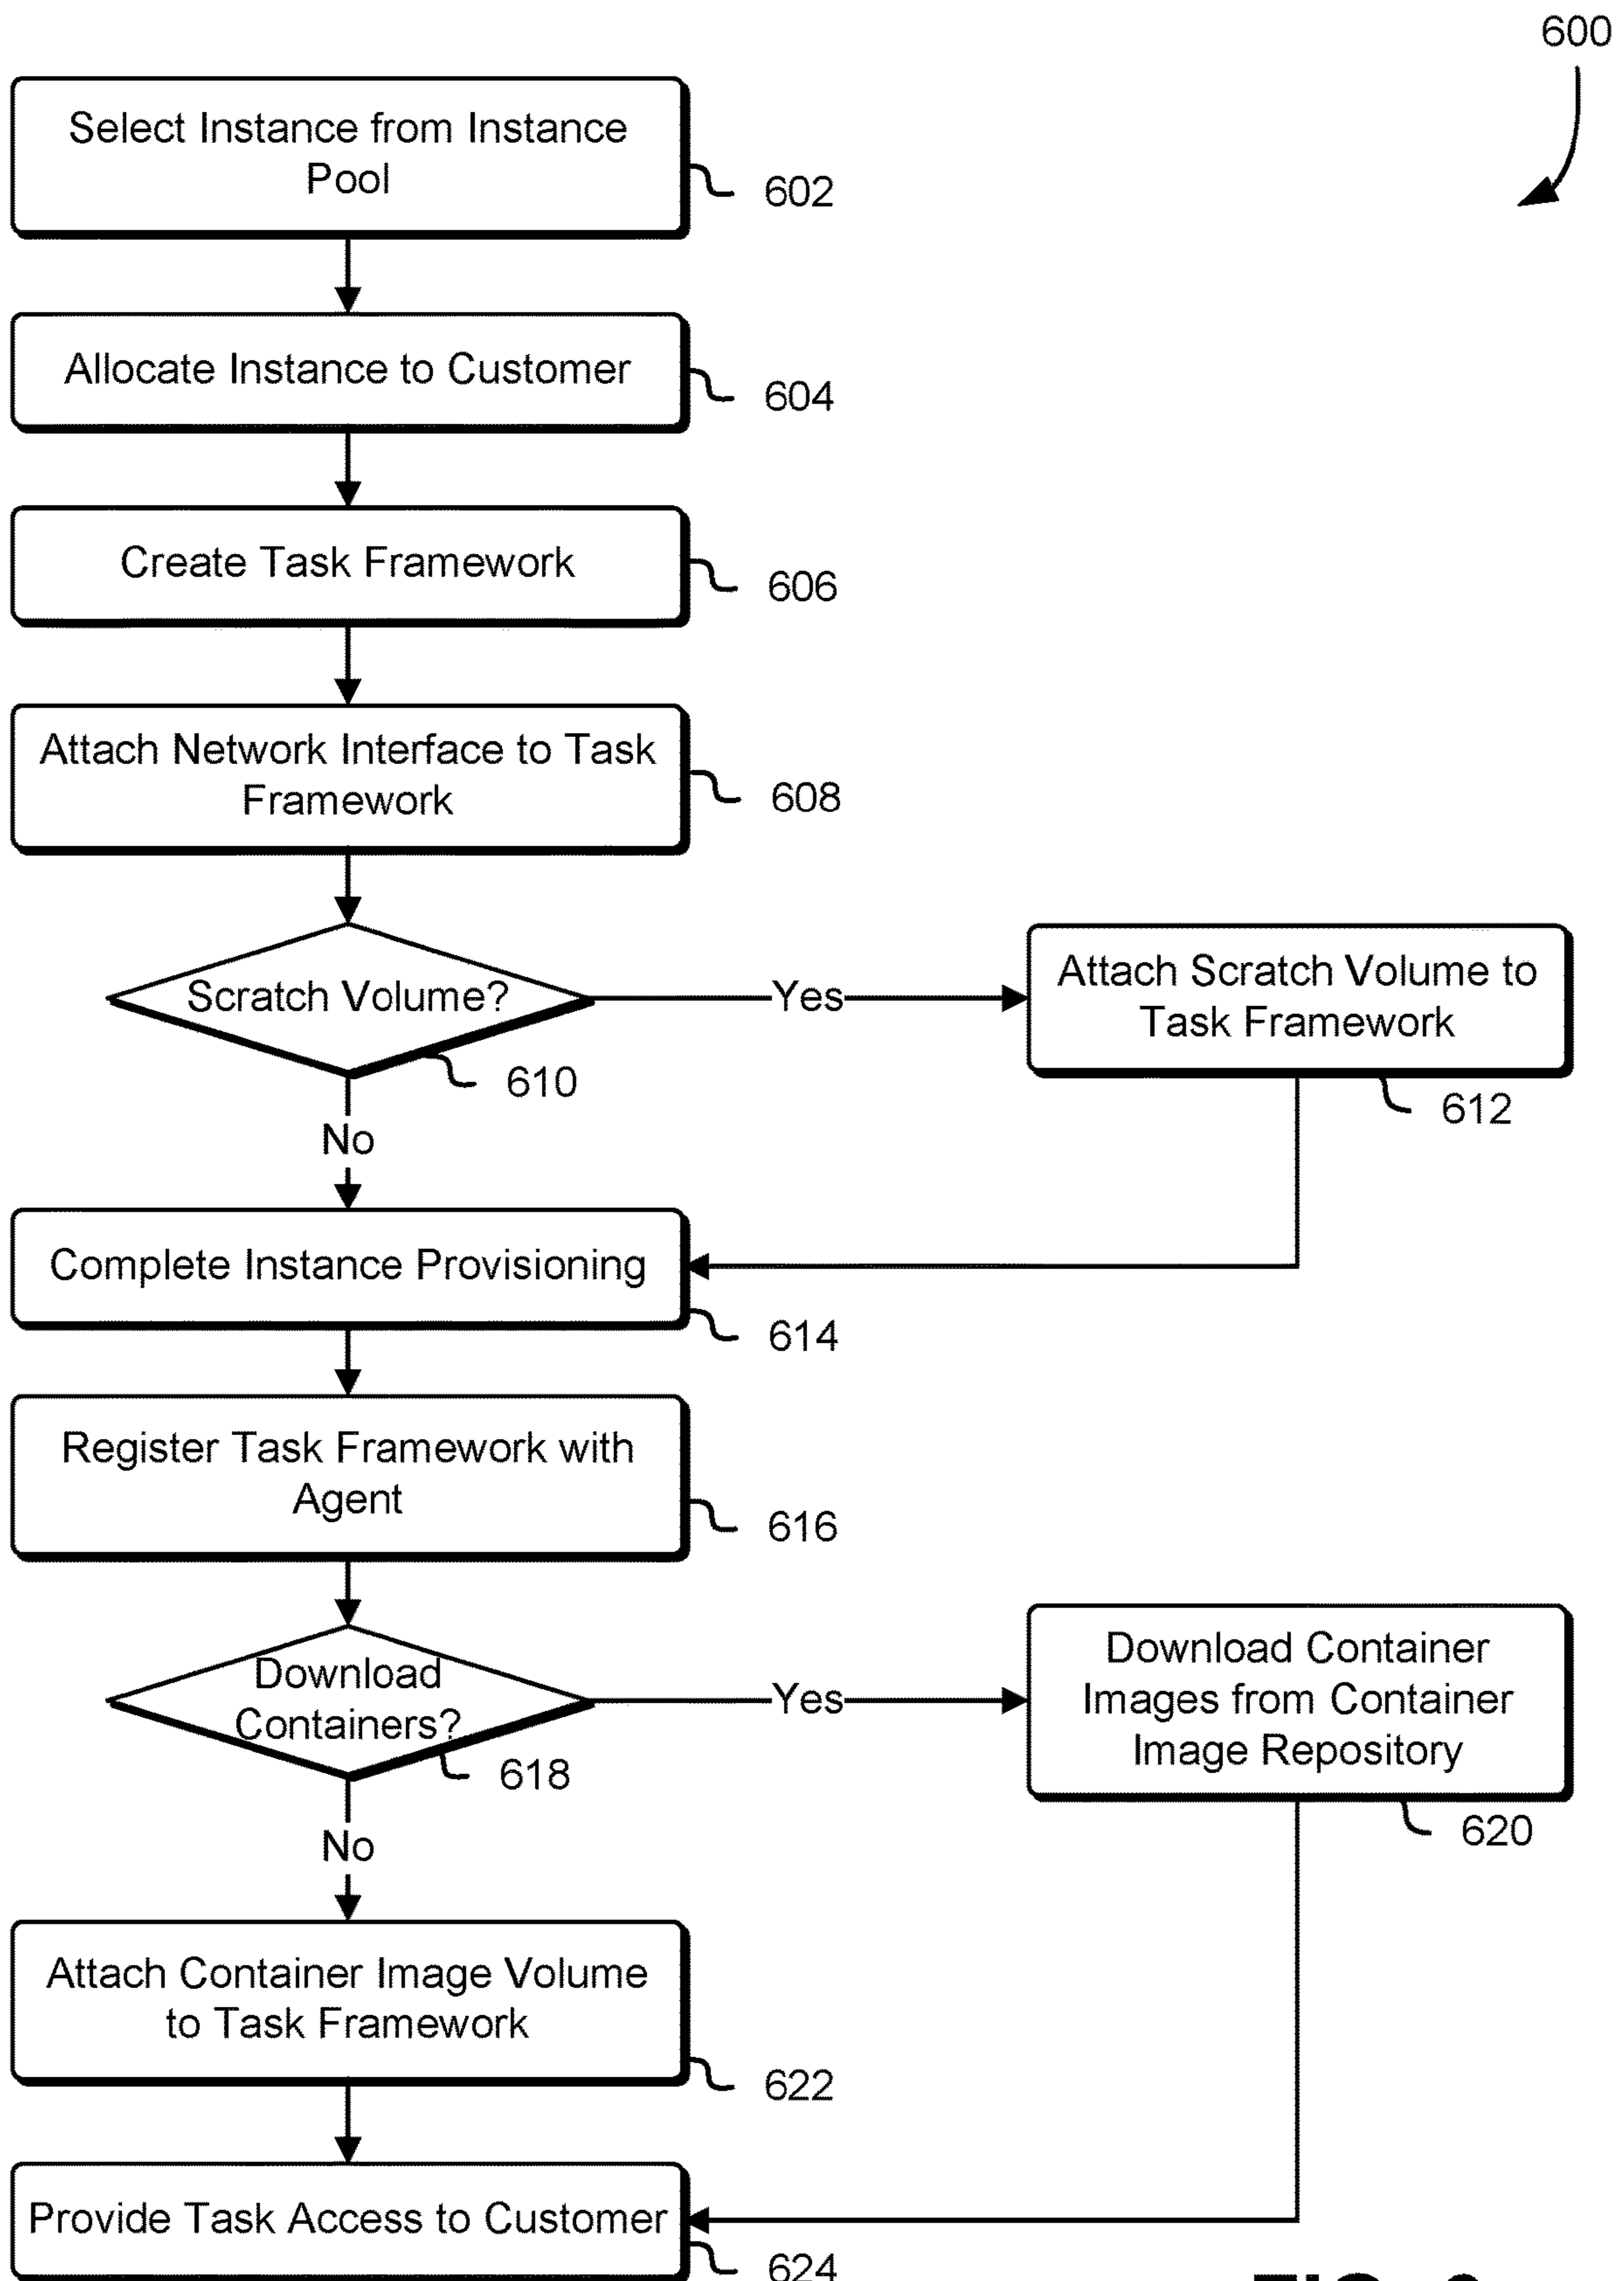 600
Select Instance from Instance
Pool
602
Allocate Instance to Customer
604
Create Task Framework
606
Attach Network Interface to Task
Framework
608
Scratch Volume?
Yes
610
No
Attach Scratch Volume to
Task Framework
612
Complete Instance Provisioning
614
Register Task Framework with
Agent
616
Download
Containers?
Yes
618
No
Download Container
Images from Container
Image Repository
620
Attach Container Image Volume
to Task Framework
622
Provide Task Access to Customer
624